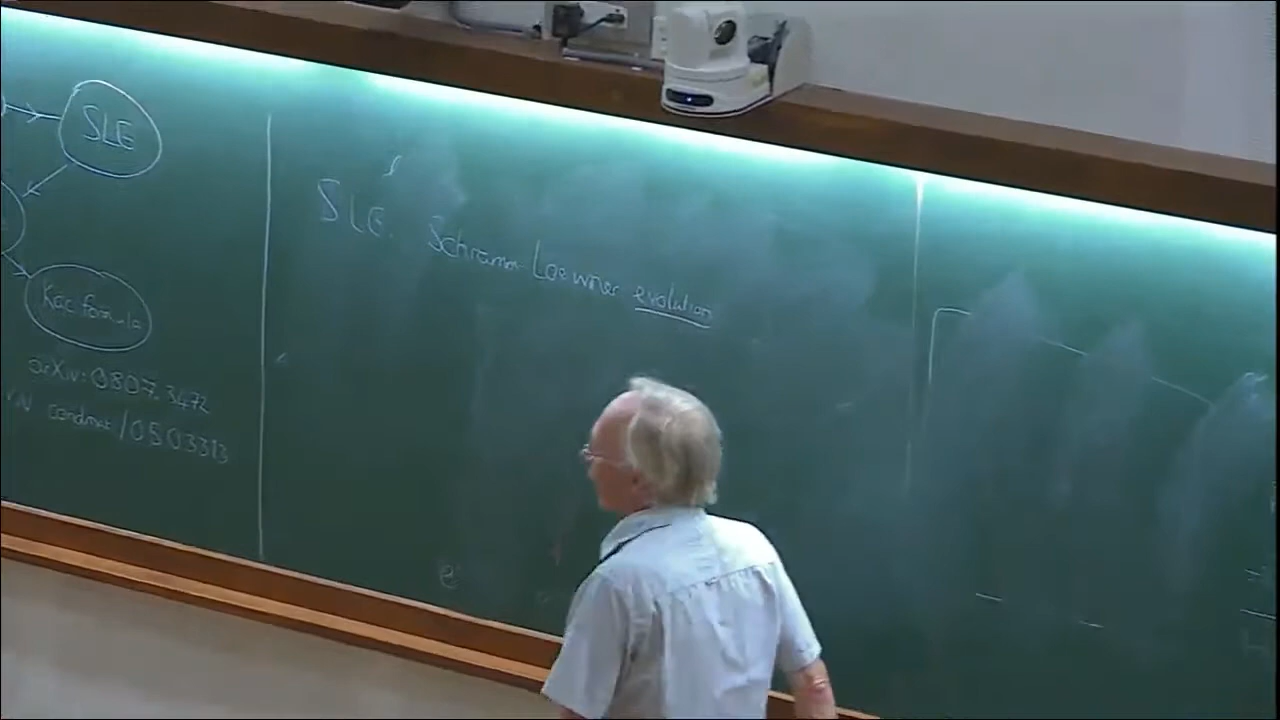 SLE
Kac formula
arXiv: 0807.3472
condmat/0503313
SLE. Schramm-Loewner evolution
e